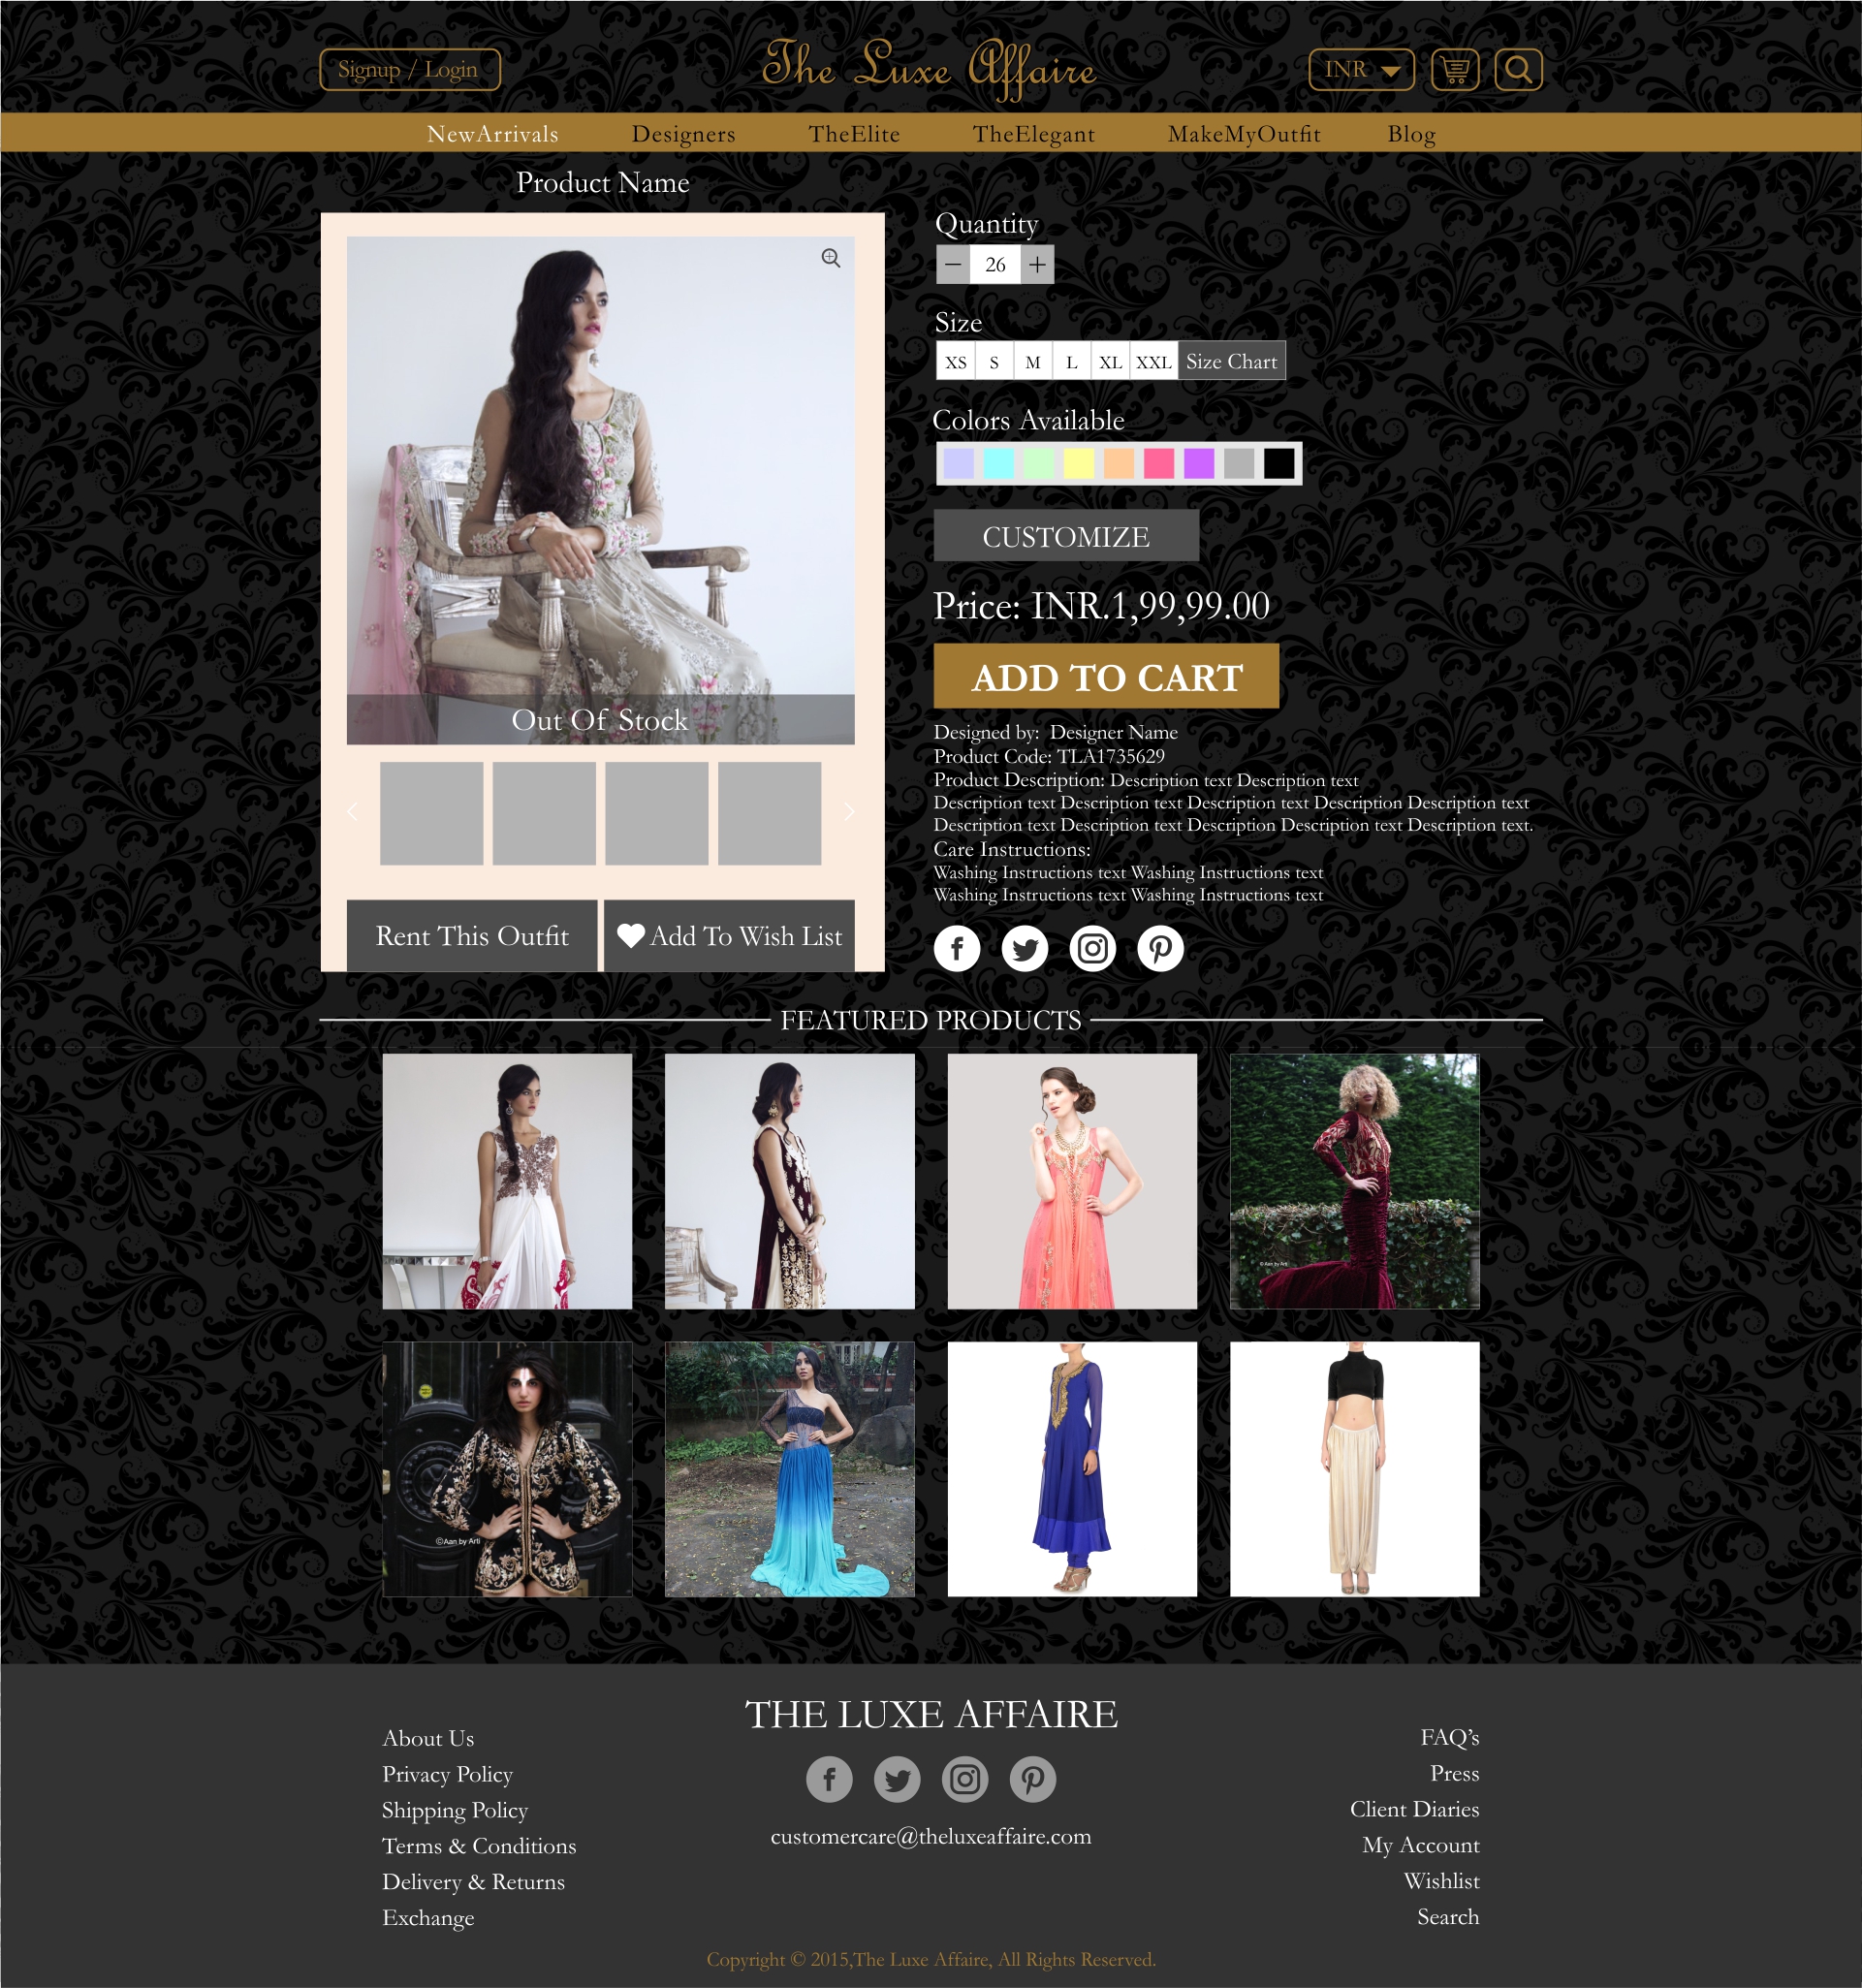 Signup / Login
The Luxe Affaire
INR
NewArrivals Designers TheElite TheElegant MakeMyOutfit Blog
Product Name
Out Of Stock
Rent This Outfit
Add To Wish List
Quantity
26
Size
XS S M L XL XXL Size Chart
Colors Available
CUSTOMIZE
Price: INR.1,99,99.00
ADD TO CART
Designed by: Designer Name
Product Code: TLA1735629
Product Description: Description text Description text
Description text Description text Description text Description Description text
Description text Description text Description Description text Description text.
Care Instructions:
Washing Instructions text Washing Instructions text
Washing Instructions text Washing Instructions text
FEATURED PRODUCTS
© Aan by Arti
©Aan by Arti
THE LUXE AFFAIRE
customercare@theluxeaffaire.com
About Us
Privacy Policy
Shipping Policy
Terms & Conditions
Delivery & Returns
Exchange
FAQ’s
Press
Client Diaries
My Account
Wishlist
Search
Copyright © 2015,The Luxe Affaire, All Rights Reserved.